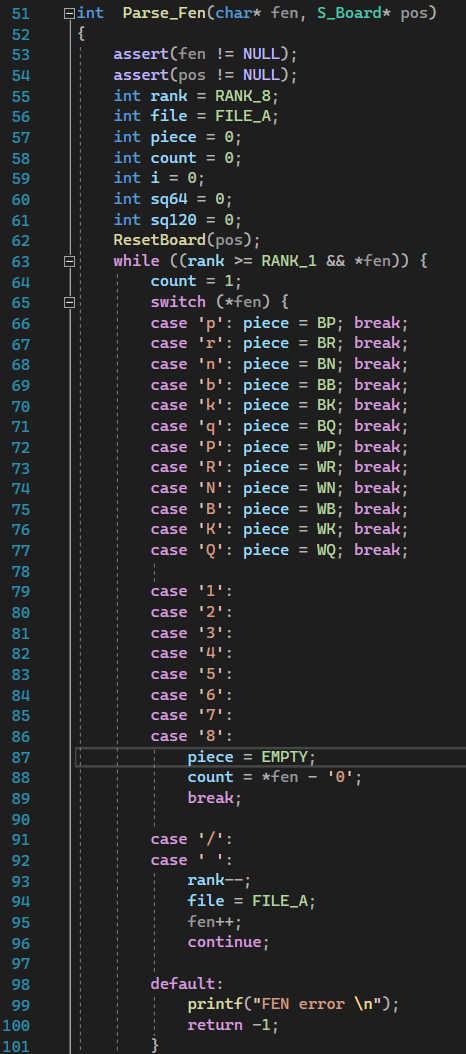 51 int  Parse_Fen(char* fen, S_Board* pos)
52 {
53     assert(fen != NULL);
54     assert(pos != NULL);
55     int rank = RANK_8;
56     int file = FILE_A;
57     int piece = 0;
58     int count = 0;
59     int i = 0;
60     int sq64 = 0;
61     int sq120 = 0;
62     ResetBoard(pos);
63     while ((rank >= RANK_1 && *fen)) {
64         count = 1;
65         switch (*fen) {
66         case 'p': piece = BP; break;
67         case 'r': piece = BR; break;
68         case 'n': piece = BN; break;
69         case 'b': piece = BB; break;
70         case 'k': piece = BK; break;
71         case 'q': piece = BQ; break;
72         case 'P': piece = WP; break;
73         case 'R': piece = WR; break;
74         case 'N': piece = WN; break;
75         case 'B': piece = WB; break;
76         case 'K': piece = WK; break;
77         case 'Q': piece = WQ; break;
78
79         case '1':
80         case '2':
81         case '3':
82         case '4':
83         case '5':
84         case '6':
85         case '7':
86         case '8':
87             piece = EMPTY;
88             count = *fen - '0';
89             break;
90
91         case '/':
92         case ' ':
93             rank--;
94             file = FILE_A;
95             fen++;
96             continue;
97
98         default:
99             printf("FEN error \n");
100             return -1;
101         }